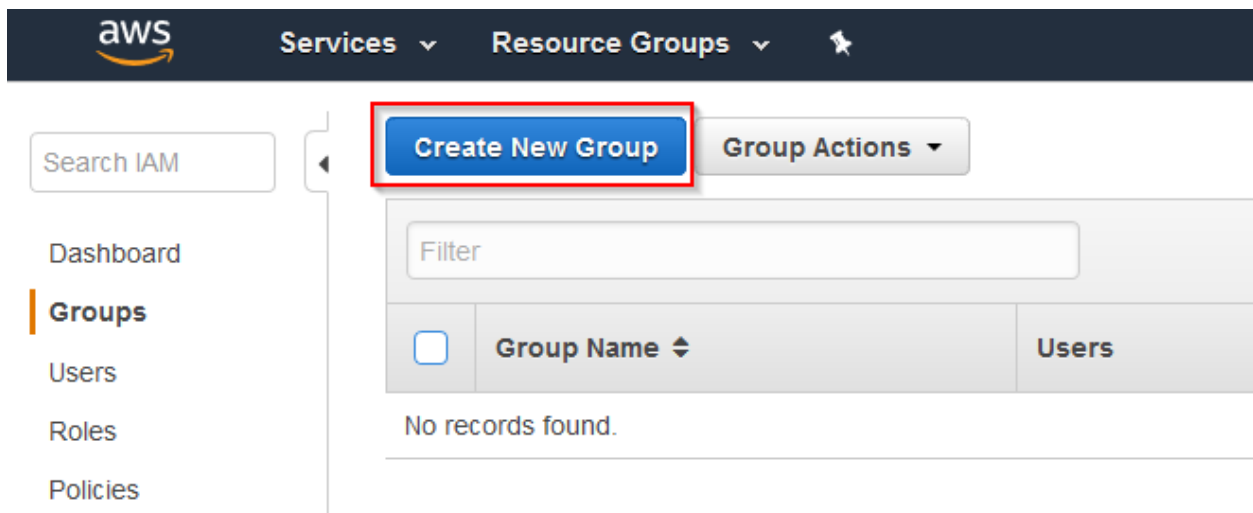 aws Services Resource Groups
Search IAM
Create New Group Group Actions
Dashboard
Filter
Groups
Group Name Users
Users
Roles
No records found.
Policies